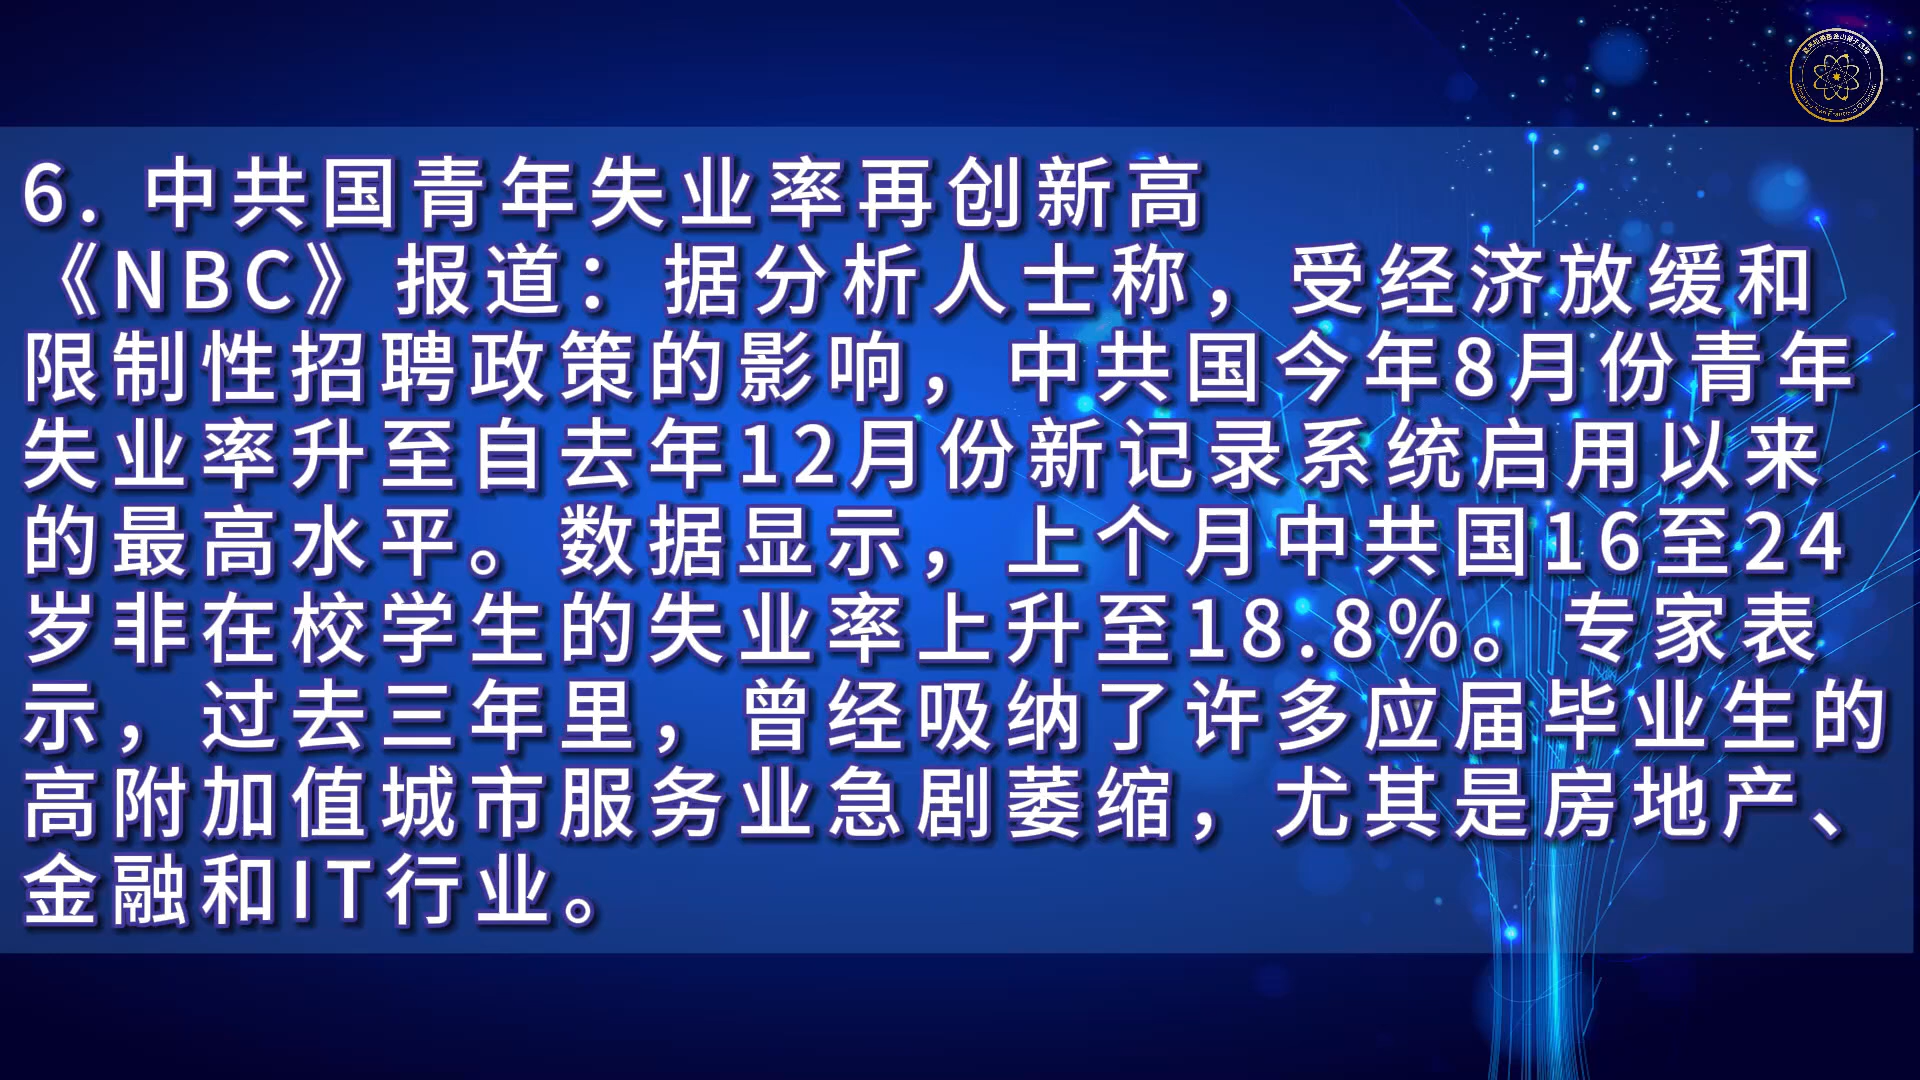 6. 中共国青年失业率再创新高
《NBC》报道：据分析人士称，受经济放缓和
限制性招聘政策的影响，中共国今年8月份青年
失业率升至自去年12月份新记录系统启用以来
的最高水平。数据显示，上个月中共国16至24
岁非在校学生的失业率上升至18.8%。专家表
示，过去三年里，曾经吸纳了许多应届毕业生的
高附加值城市服务业急剧萎缩，尤其是房地产、
金融和IT行业。